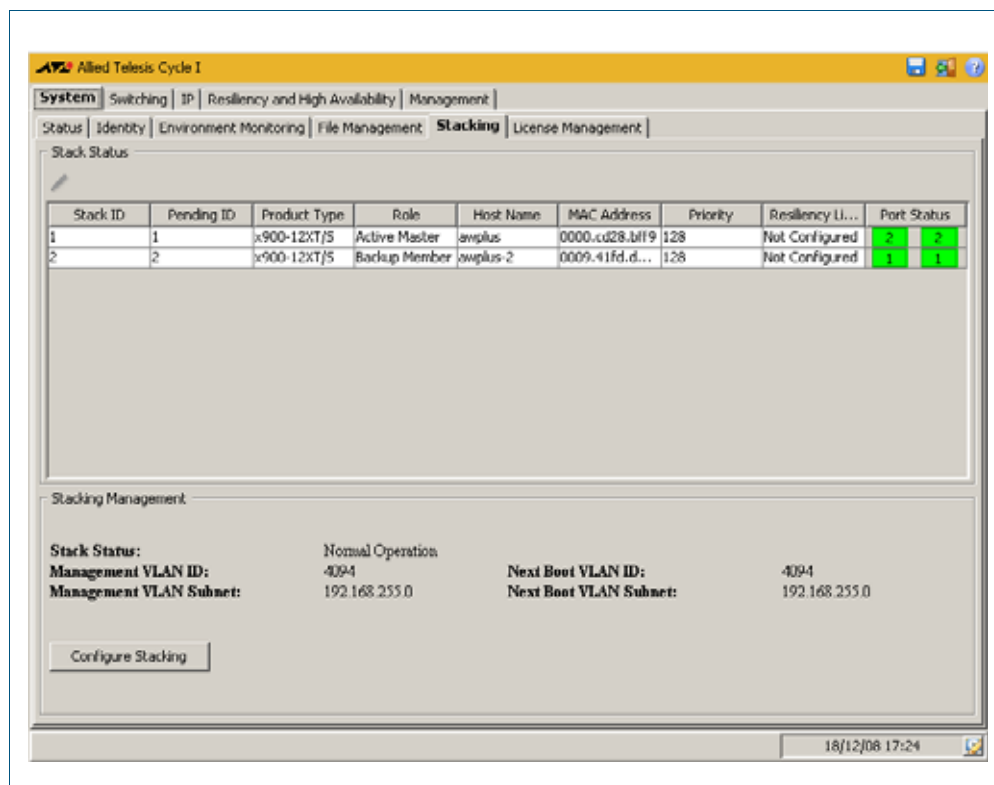 Allied Telesis Cycle I
System Switching IP Resiliency and High Availability Management
Status Identity Environment Monitoring File Management Stacking License Management
Stack Status
Stack ID Pending ID Product Type Role Host Name MAC Address Priority Resiliency Li... Port Status
1 1 x900-12XT/S Active Master awplus 0000.cd28.bff9 128 Not Configured 2 2
2 2 x900-12XT/S Backup Member awplus-2 0009.41fd.d... 128 Not Configured 1 1
Stacking Management
Stack Status: Normal Operation
Management VLAN ID: 4094 Next Boot VLAN ID: 4094
Management VLAN Subnet: 192.168.255.0 Next Boot VLAN Subnet: 192.168.255.0
Configure Stacking
18/12/08 17:24